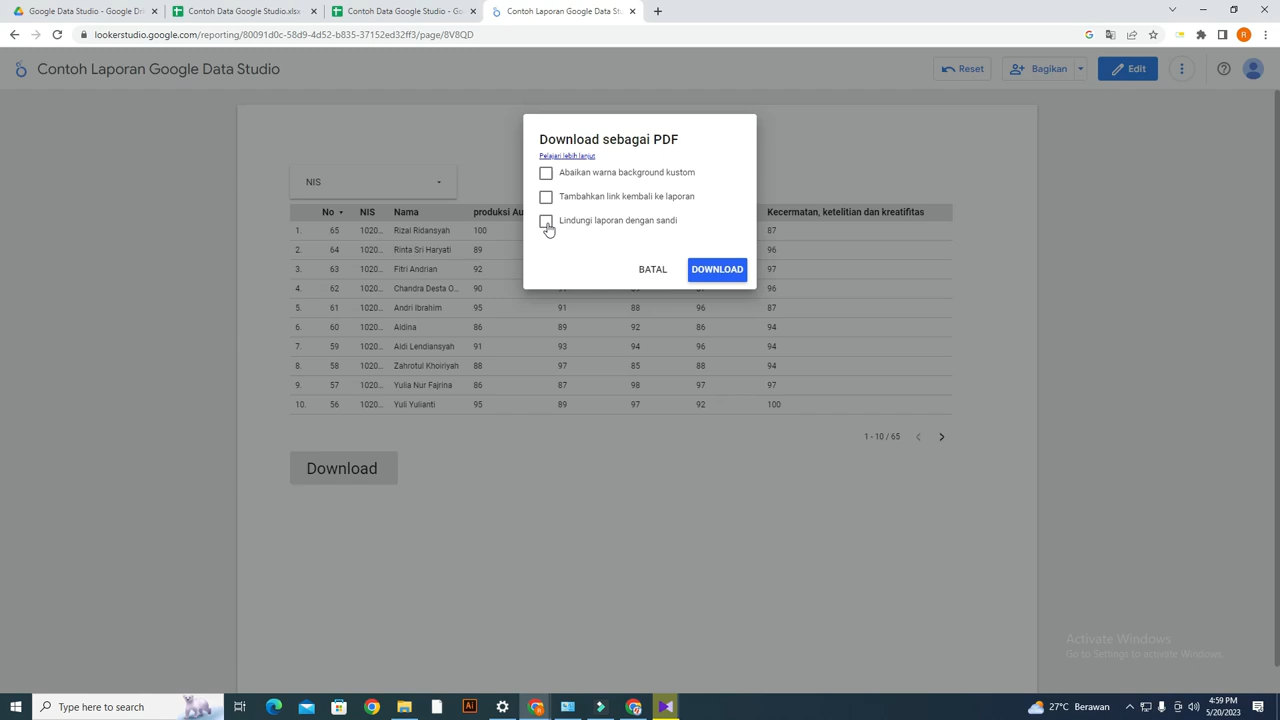 Google Data Studio - Google Dri
Contoh Data Studio Studio.xlsx
Contoh Data Google Data Studio - G
Contoh Laporan Google Data Studio
lookerstudio.google.com/reporting/80091d0c-58d9-4d52-b835-37152ed32ff3/page/8V8QD
G
R
Contoh Laporan Google Data Studio
Reset
Bagikan
Edit
Download sebagai PDF
Pelajari lebih lanjut
Abaikan warna background kustom
Tambahkan link kembali ke laporan
Lindungi laporan dengan sandi
BATAL
DOWNLOAD
NIS
No NIS Nama produksi Au Kecermatan, ketelitian dan kreatifitas
1. 65 1020... Rizal Ridansyah 100 87
2. 64 1020... Rinta Sri Haryati 89 96
3. 63 1020... Fitri Andrian 92 97
4. 62 1020... Chandra Desta O... 90 96
5. 61 1020... Andri Ibrahim 95 91 88 96 87
6. 60 1020... Aldina 86 89 92 86 94
7. 59 1020... Aldi Lendiansyah 91 93 94 96 94
8. 58 1020... Zahrotul Khoiriyah 88 97 85 88 94
9. 57 1020... Yulia Nur Fajrina 86 87 98 97 97
10. 56 1020... Yuli Yulianti 95 89 97 92 100
1 - 10 / 65
Download
Activate Windows
Go to Settings to activate Windows.
Type here to search
Ai
27°C Berawan
4:59 PM
5/20/2023